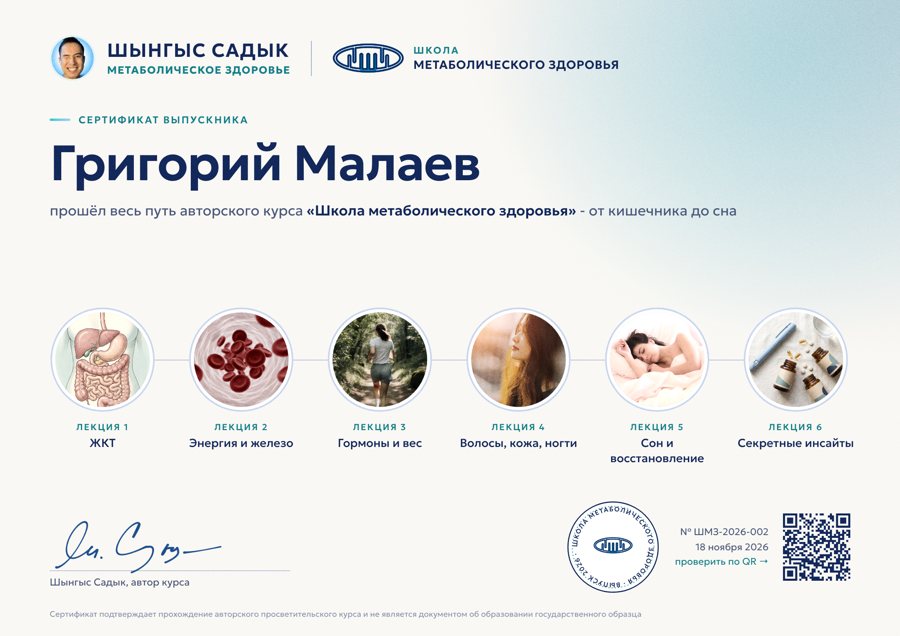 ШЫНГЫС САДЫК
МЕТАБОЛИЧЕСКОЕ ЗДОРОВЬЕ
ШКОЛА
МЕТАБОЛИЧЕСКОГО ЗДОРОВЬЯ
СЕРТИФИКАТ ВЫПУСКНИКА
Григорий Малаев
прошёл весь путь авторского курса «Школа метаболического здоровья» - от кишечника до сна
ЛЕКЦИЯ 1
ЖКТ
ЛЕКЦИЯ 2
Энергия и железо
ЛЕКЦИЯ 3
Гормоны и вес
ЛЕКЦИЯ 4
Волосы, кожа, ногти
ЛЕКЦИЯ 5
Сон и
восстановление
ЛЕКЦИЯ 6
Секретные инсайты
Шынгыс Садык, автор курса
ШКОЛА МЕТАБОЛИЧЕСКОГО ЗДОРОВЬЯ · ВЫПУСК 2026 ·
№ ШМЗ-2026-002
18 ноября 2026
проверить по QR →
Сертификат подтверждает прохождение авторского просветительского курса и не является документом об образовании государственного образца